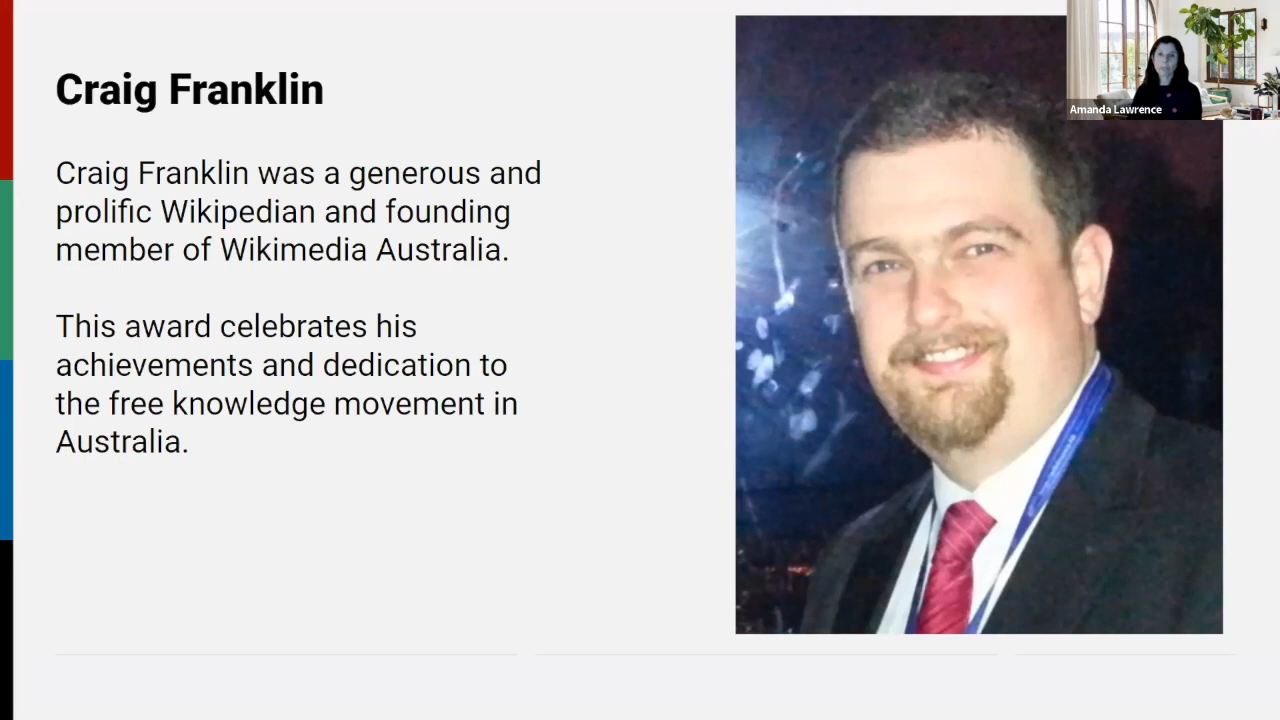 Craig Franklin
Craig Franklin was a generous and
prolific Wikipedian and founding
member of Wikimedia Australia.
This award celebrates his
achievements and dedication to
the free knowledge movement in
Australia.
Amanda Lawrence